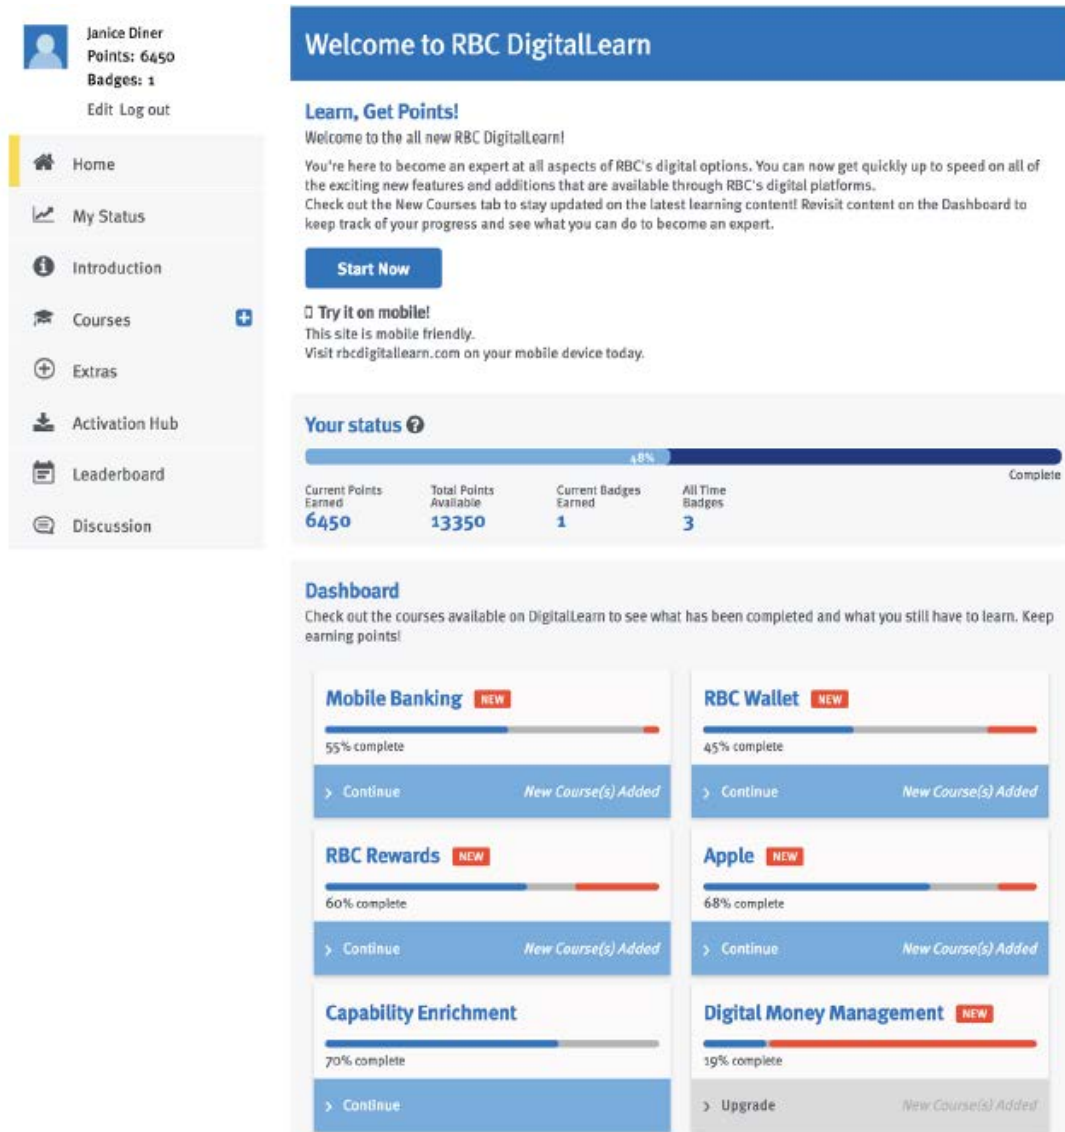 Janice Diner
Points: 6450
Badges: 1
Edit Log out
Home
My Status
Introduction
Courses
Extras
Activation Hub
Leaderboard
Discussion
Welcome to RBC DigitalLearn
Learn, Get Points!
Welcome to the all new RBC DigitalLearn!
You're here to become an expert at all aspects of RBC's digital options. You can now get quickly up to speed on all of
the exciting new features and additions that are available through RBC's digital platforms.
Check out the New Courses tab to stay updated on the latest learning content! Revisit content on the Dashboard to
keep track of your progress and see what you can do to become an expert.
Start Now
Try it on mobile!
This site is mobile friendly.
Visit rbcdigitallearn.com on your mobile device today.
Your status ?
48%
Complete
Current Points Earned
6450
Total Points Available
13350
Current Badges Earned
1
All Time Badges
3
Dashboard
Check out the courses available on DigitalLearn to see what has been completed and what you still have to learn. Keep
earning points!
Mobile Banking NEW
55% complete
> Continue New Course(s) Added
RBC Wallet NEW
45% complete
> Continue New Course(s) Added
RBC Rewards NEW
60% complete
> Continue New Course(s) Added
Apple NEW
68% complete
> Continue New Course(s) Added
Capability Enrichment
70% complete
> Continue
Digital Money Management NEW
19% complete
> Upgrade New Course(s) Added